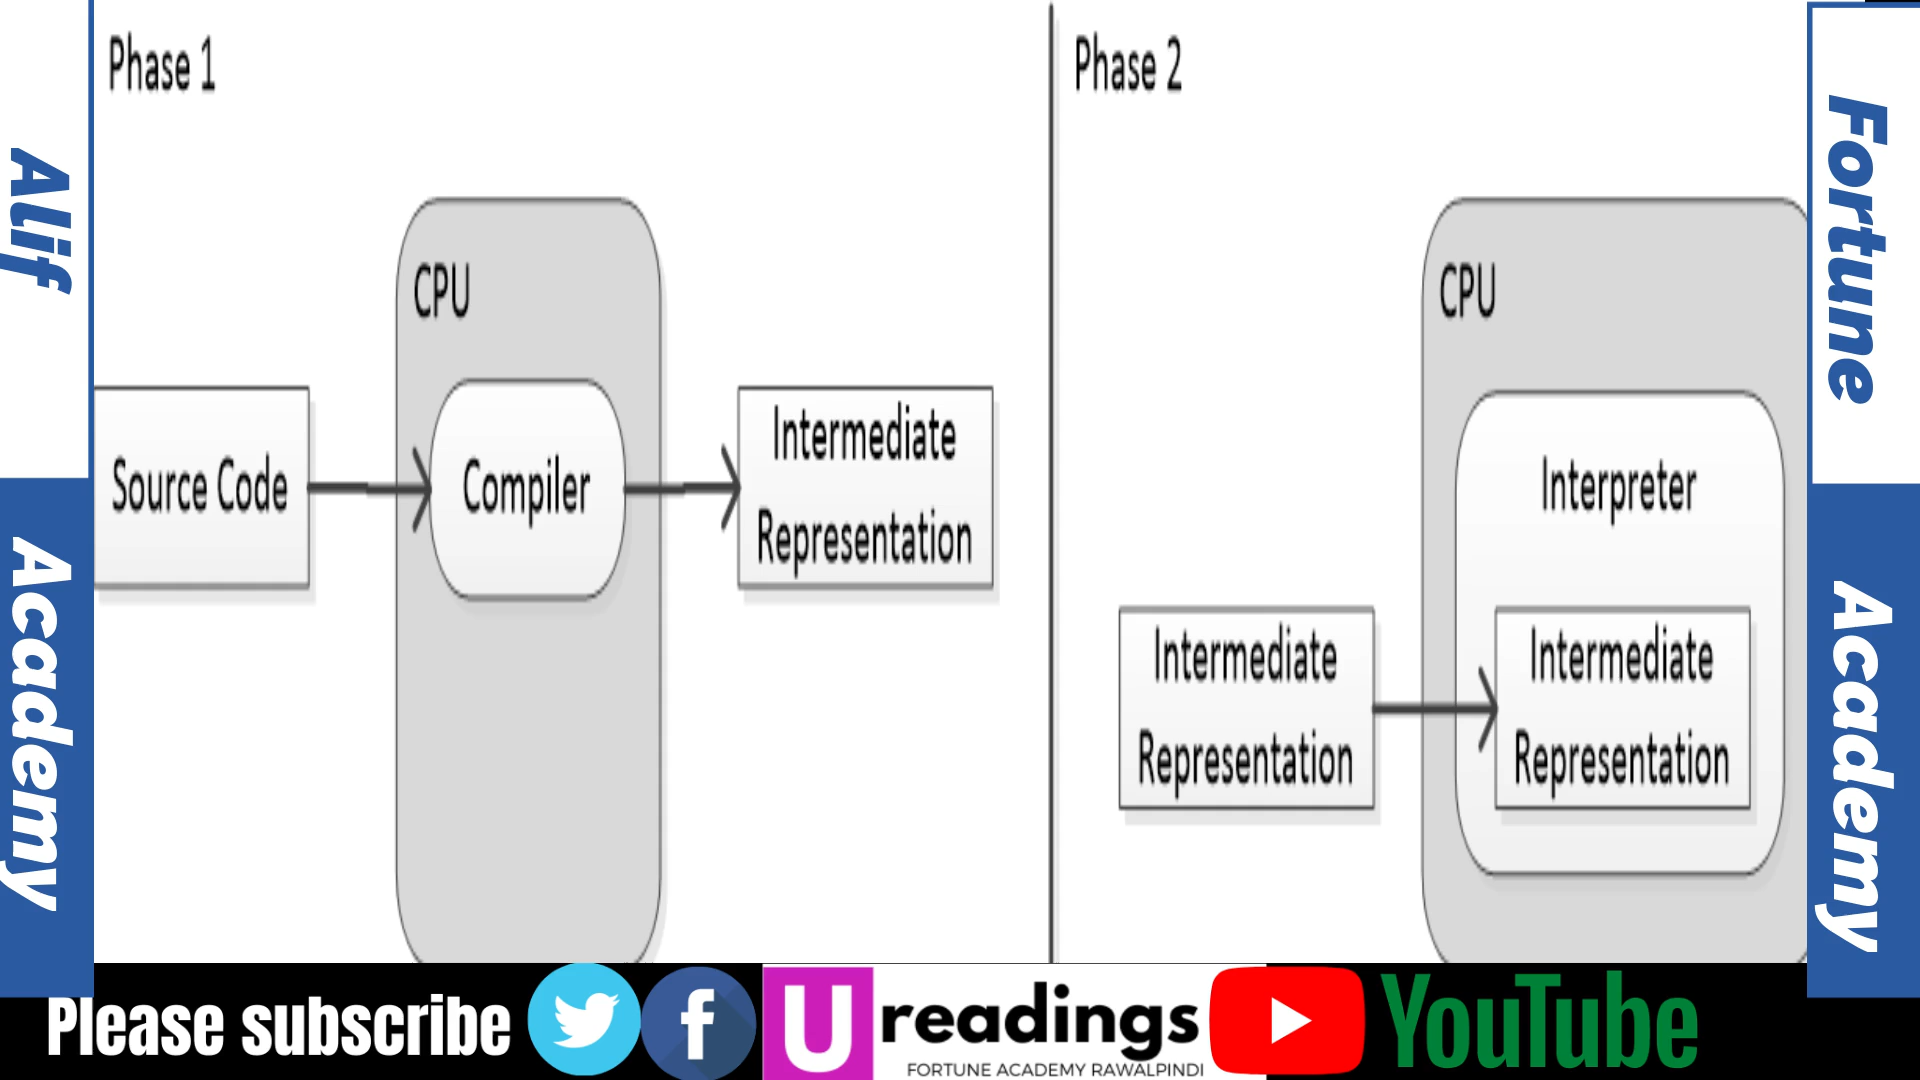 Phase 1
Phase 2
Alif
Academy
Fortune
Academy
CPU
Source Code
Compiler
Intermediate
Representation
CPU
Interpreter
Intermediate
Representation
Intermediate
Representation
Please subscribe
f
U readings
FORTUNE ACADEMY RAWALPINDI
YouTube